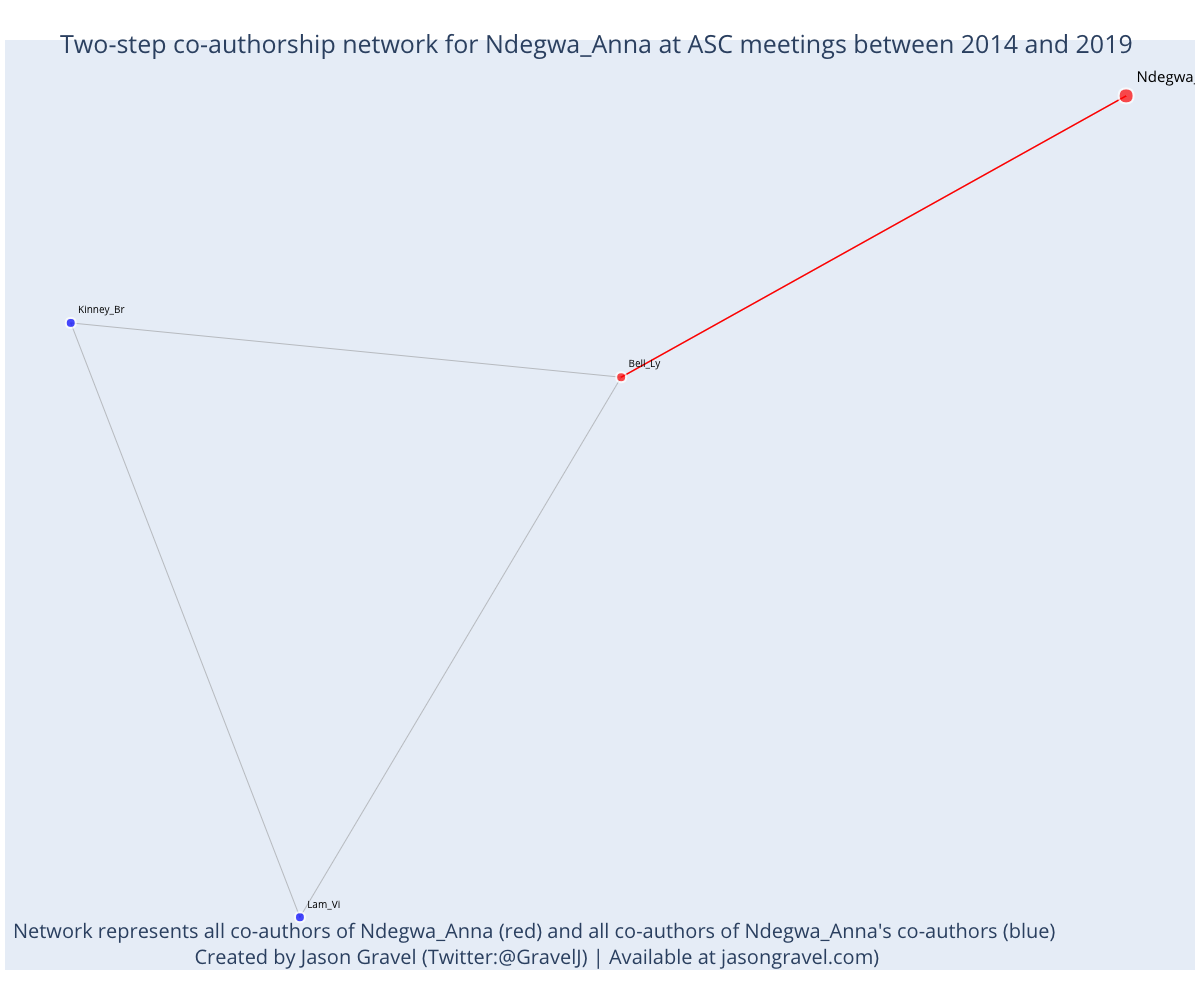 Two-step co-authorship network for Ndegwa_Anna at ASC meetings between 2014 and 2019
Ndegwa_
Kinney_Br
Bell_Ly
Lam_Vi
Network represents all co-authors of Ndegwa_Anna (red) and all co-authors of Ndegwa_Anna's co-authors (blue)
Created by Jason Gravel (Twitter:@GravelJ) | Available at jasongravel.com)